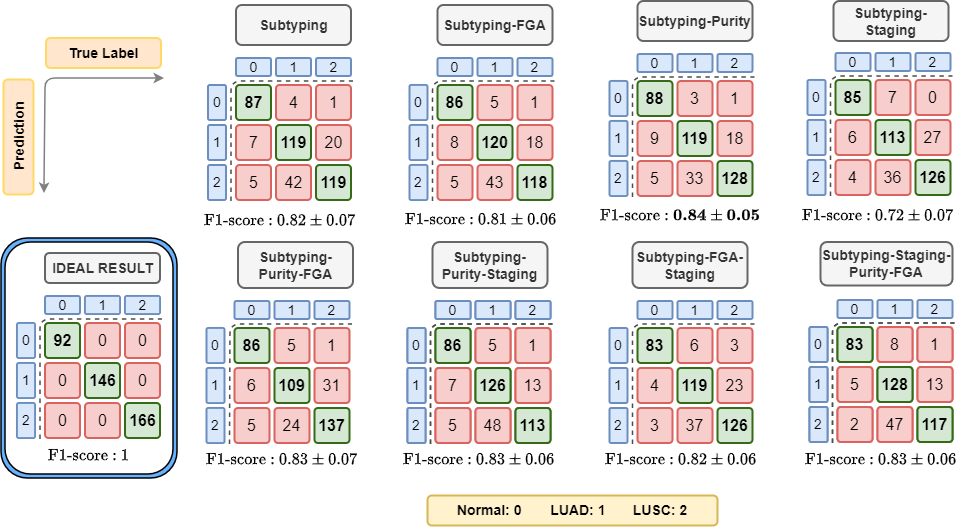 True Label
Prediction
Subtyping
0 1 2
0 87 4 1
1 7 119 20
2 5 42 119
F1-score : 0.82 ± 0.07
Subtyping-FGA
0 1 2
0 86 5 1
1 8 120 18
2 5 43 118
F1-score : 0.81 ± 0.06
Subtyping-Purity
0 1 2
0 88 3 1
1 9 119 18
2 5 33 128
F1-score : 0.84 ± 0.05
Subtyping-
Staging
0 1 2
0 85 7 0
1 6 113 27
2 4 36 126
F1-score : 0.72 ± 0.07
IDEAL RESULT
0 1 2
0 92 0 0
1 0 146 0
2 0 0 166
F1-score : 1
Subtyping-
Purity-FGA
0 1 2
0 86 5 1
1 6 109 31
2 5 24 137
F1-score : 0.83 ± 0.07
Subtyping-
Purity-Staging
0 1 2
0 86 5 1
1 7 126 13
2 5 48 113
F1-score : 0.83 ± 0.06
Subtyping-FGA-
Staging
0 1 2
0 83 6 3
1 4 119 23
2 3 37 126
F1-score : 0.82 ± 0.06
Subtyping-Staging-
Purity-FGA
0 1 2
0 83 8 1
1 5 128 13
2 2 47 117
F1-score : 0.83 ± 0.06
Normal: 0 LUAD: 1 LUSC: 2